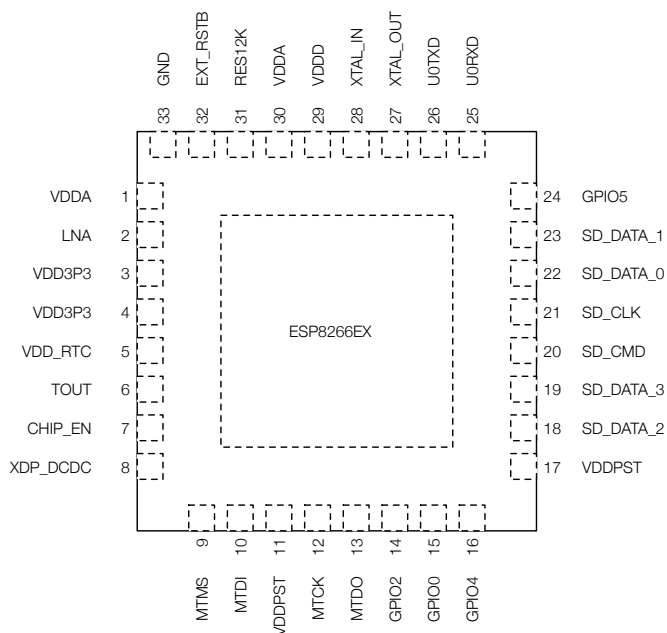 GND
EXT_RSTB
RES12K
VDDA
VDDD
XTAL_IN
XTAL_OUT
U0TXD
U0RXD
33
32
31
30
29
28
27
26
25
VDDA 1
LNA 2
VDD3P3 3
VDD3P3 4
VDD_RTC 5
TOUT 6
CHIP_EN 7
XDP_DCDC 8
ESP8266EX
24 GPIO5
23 SD_DATA_1
22 SD_DATA_0
21 SD_CLK
20 SD_CMD
19 SD_DATA_3
18 SD_DATA_2
17 VDDPST
9
10
11
12
13
14
15
16
MTMS
MTDI
VDDPST
MTCK
MTDO
GPIO2
GPIO0
GPIO4